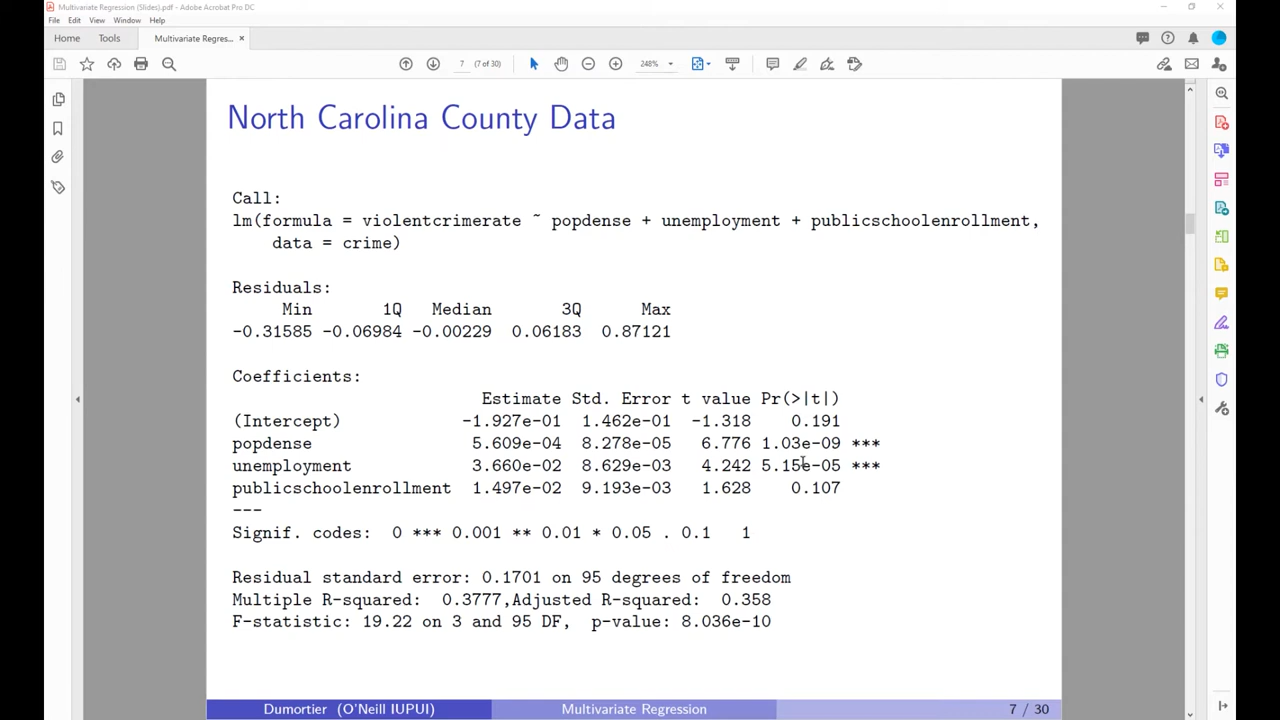 Multivariate Regression (Slides).pdf - Adobe Acrobat Pro DC
File Edit View Window Help
Home Tools Multivariate Regres... ×
7 (7 of 30) 248%
North Carolina County Data
Call:
lm(formula = violentcrimerate ~ popdense + unemployment + publicschoolenrollment,
data = crime)
Residuals:
Min 1Q Median 3Q Max
-0.31585 -0.06984 -0.00229 0.06183 0.87121
Coefficients:
Estimate Std. Error t value Pr(>|t|)
(Intercept) -1.927e-01 1.462e-01 -1.318 0.191
popdense 5.609e-04 8.278e-05 6.776 1.03e-09 ***
unemployment 3.660e-02 8.629e-03 4.242 5.15e-05 ***
publicschoolenrollment 1.497e-02 9.193e-03 1.628 0.107
---
Signif. codes: 0 *** 0.001 ** 0.01 * 0.05 . 0.1 1
Residual standard error: 0.1701 on 95 degrees of freedom
Multiple R-squared: 0.3777,Adjusted R-squared: 0.358
F-statistic: 19.22 on 3 and 95 DF, p-value: 8.036e-10
Dumortier (O'Neill IUPUI) Multivariate Regression 7 / 30